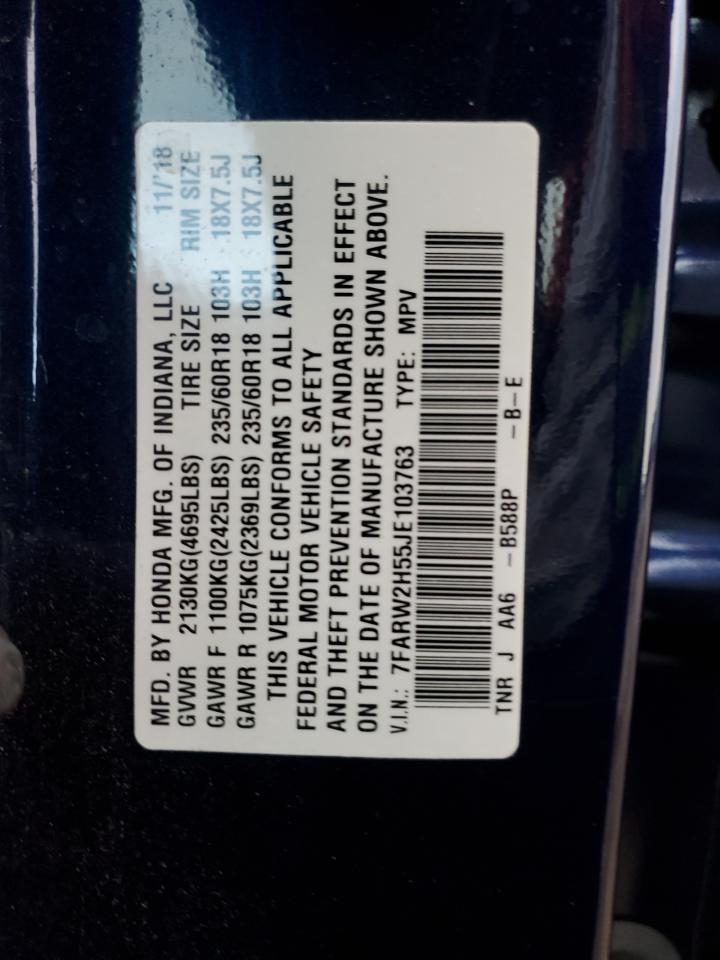 MFD. BY HONDA MFG. OF INDIANA, LLC 11/'18
GVWR 2130KG(4695LBS) TIRE SIZE RIM SIZE
GAWR F 1100KG(2425LBS) 235/60R18 103H 18X7.5J
GAWR R 1075KG(2369LBS) 235/60R18 103H 18X7.5J
THIS VEHICLE CONFORMS TO ALL APPLICABLE
FEDERAL MOTOR VEHICLE SAFETY
AND THEFT PREVENTION STANDARDS IN EFFECT
ON THE DATE OF MANUFACTURE SHOWN ABOVE.
V.I.N.: 7FARW2H55JE103763 TYPE: MPV
TNR J AA6 – B588P – B – E